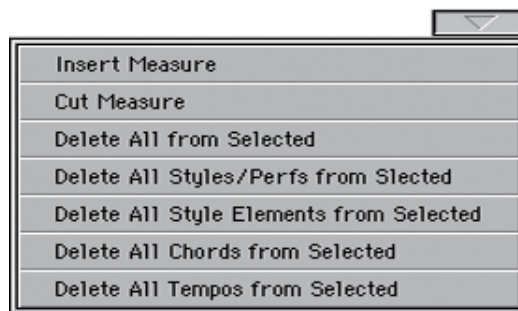 Insert Measure
Cut Measure
Delete All from Selected
Delete All Styles/Perfs from Slected
Delete All Style Elements from Selected
Delete All Chords from Selected
Delete All Tempos from Selected